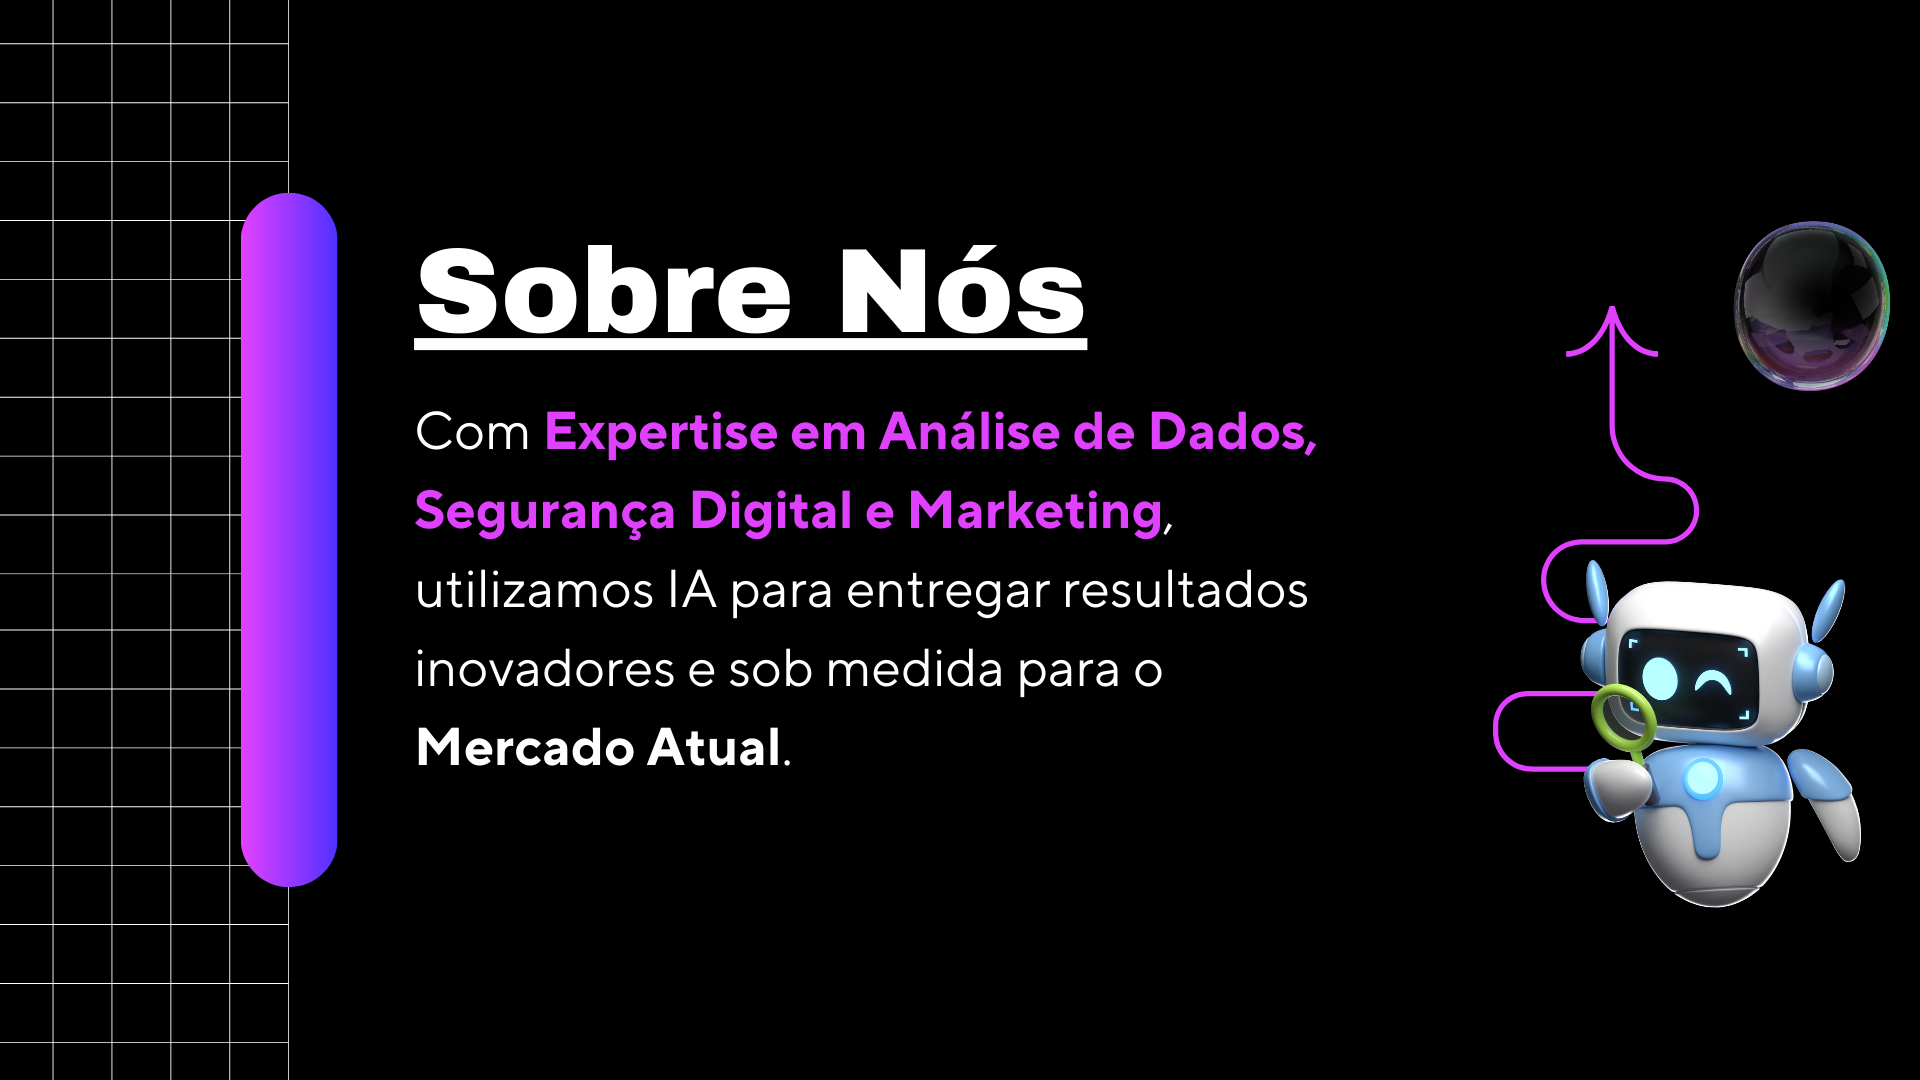 Sobre Nós
Com Expertise em Análise de Dados,
Segurança Digital e Marketing,
utilizamos IA para entregar resultados
inovadores e sob medida para o
Mercado Atual.